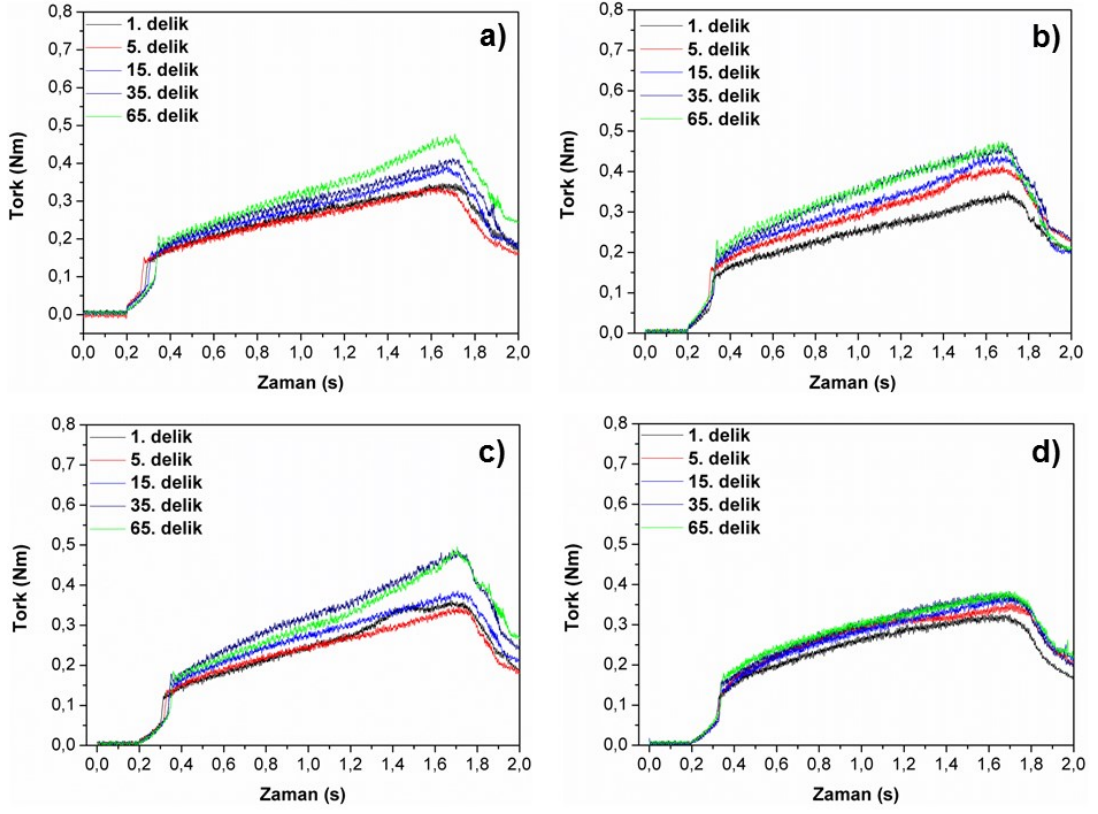 a)
1. delik
5. delik
15. delik
35. delik
65. delik
0,8
0,7
0,6
0,5
0,4
0,3
0,2
0,1
0,0
Tork (Nm)
0,0 0,2 0,4 0,6 0,8 1,0 1,2 1,4 1,6 1,8 2,0
Zaman (s)
b)
1. delik
5. delik
15. delik
35. delik
65. delik
0,8
0,7
0,6
0,5
0,4
0,3
0,2
0,1
0,0
Tork (Nm)
0,0 0,2 0,4 0,6 0,8 1,0 1,2 1,4 1,6 1,8 2,0
Zaman (s)
c)
1. delik
5. delik
15. delik
35. delik
65. delik
0,8
0,7
0,6
0,5
0,4
0,3
0,2
0,1
0,0
Tork (Nm)
0,0 0,2 0,4 0,6 0,8 1,0 1,2 1,4 1,6 1,8 2,0
Zaman (s)
d)
1. delik
5. delik
15. delik
35. delik
65. delik
0,8
0,7
0,6
0,5
0,4
0,3
0,2
0,1
0,0
Tork (Nm)
0,0 0,2 0,4 0,6 0,8 1,0 1,2 1,4 1,6 1,8 2,0
Zaman (s)